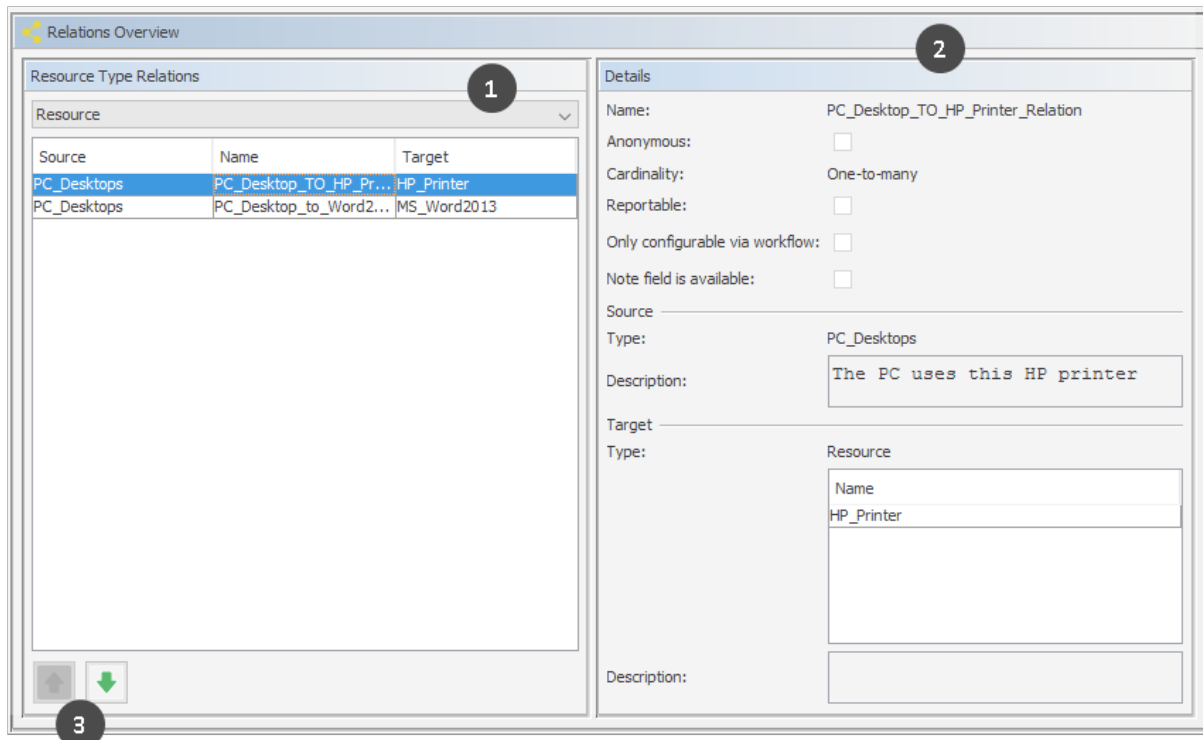 Relations Overview
Resource Type Relations
1
Resource
Source Name Target
PC_Desktops PC_Desktop_TO_HP_Pr... HP_Printer
PC_Desktops PC_Desktop_to_Word2... MS_Word2013
3
2
Details
Name: PC_Desktop_TO_HP_Printer_Relation
Anonymous:
Cardinality: One-to-many
Reportable:
Only configurable via workflow:
Note field is available:
Source
Type: PC_Desktops
Description: The PC uses this HP printer
Target
Type: Resource
Name
HP_Printer
Description: